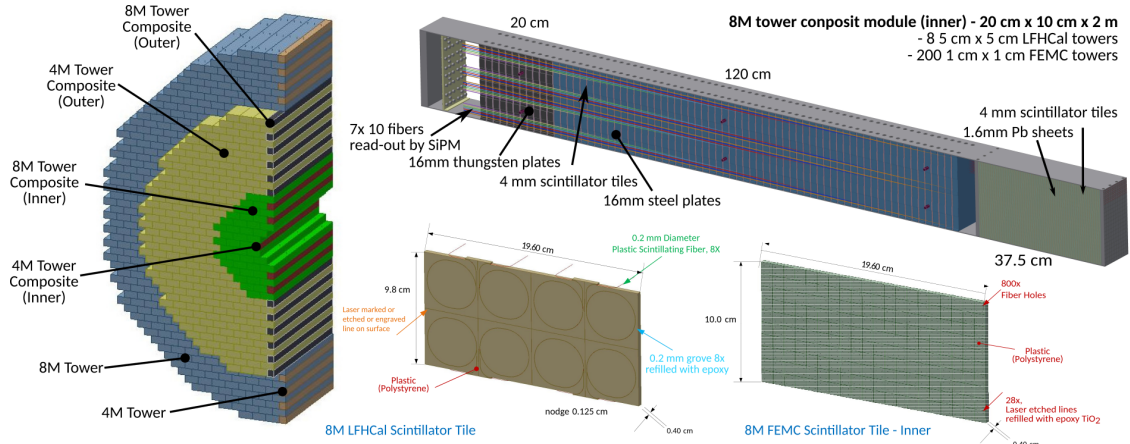 8M Tower
Composite
(Outer)
4M Tower
Composite
(Outer)
8M Tower
Composite
(Inner)
4M Tower
Composite
(Inner)
8M Tower
4M Tower
20 cm
120 cm
8M tower conposit module (inner) - 20 cm x 10 cm x 2 m
- 8 5 cm x 5 cm LFHCal towers
- 200 1 cm x 1 cm FEMC towers
7x 10 fibers
read-out by SiPM
16mm thungsten plates
4 mm scintillator tiles
16mm steel plates
4 mm scintillator tiles
1.6mm Pb sheets
37.5 cm
19.60 cm
0.2 mm Diameter
Plastic Scintillating Fiber, 8X
9.8 cm
Laser marked or
etched or engraved
line on surface
0.2 mm grove 8x
refilled with epoxy
Plastic
(Polystyrene)
nodge 0.125 cm
0.40 cm
8M LFHCal Scintillator Tile
19.60 cm
800x
Fiber Holes
10.0 cm
Plastic
(Polystyrene)
28x,
Laser etched lines
refilled with epoxy TiO2
0.40 cm
8M FEMC Scintillator Tile - Inner